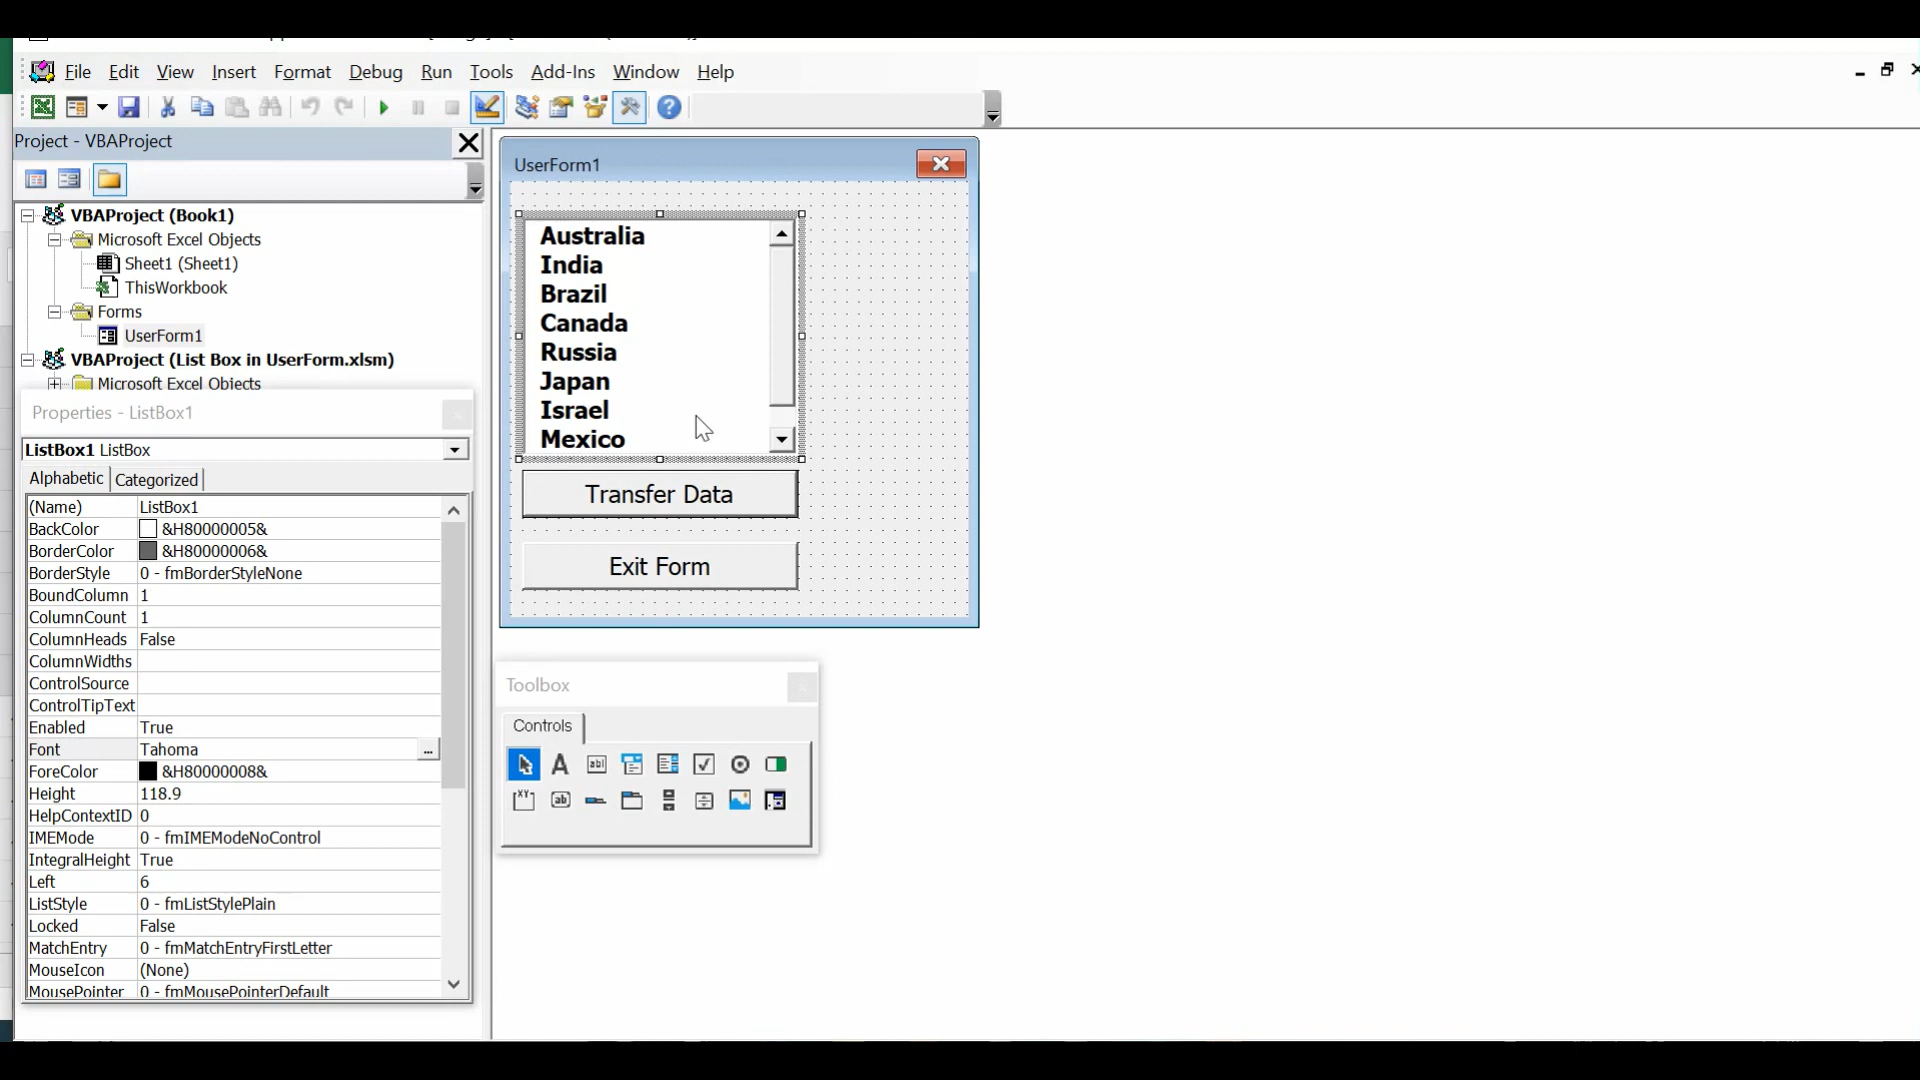 File Edit View Insert Format Debug Run Tools Add-Ins Window Help
Project - VBAProject
VBAProject (Book1)
Microsoft Excel Objects
Sheet1 (Sheet1)
ThisWorkbook
Forms
UserForm1
VBAProject (List Box in UserForm.xlsm)
Microsoft Excel Objects
Properties - ListBox1
ListBox1 ListBox
Alphabetic Categorized
(Name) ListBox1
BackColor &H80000005&
BorderColor &H80000006&
BorderStyle 0 - fmBorderStyleNone
BoundColumn 1
ColumnCount 1
ColumnHeads False
ColumnWidths
ControlSource
ControlTipText
Enabled True
Font Tahoma ...
ForeColor &H80000008&
Height 118.9
HelpContextID 0
IMEMode 0 - fmIMEModeNoControl
IntegralHeight True
Left 6
ListStyle 0 - fmListStylePlain
Locked False
MatchEntry 0 - fmMatchEntryFirstLetter
MouseIcon (None)
MousePointer 0 - fmMousePointerDefault
UserForm1
Australia
India
Brazil
Canada
Russia
Japan
Israel
Mexico
Transfer Data
Exit Form
Toolbox
Controls